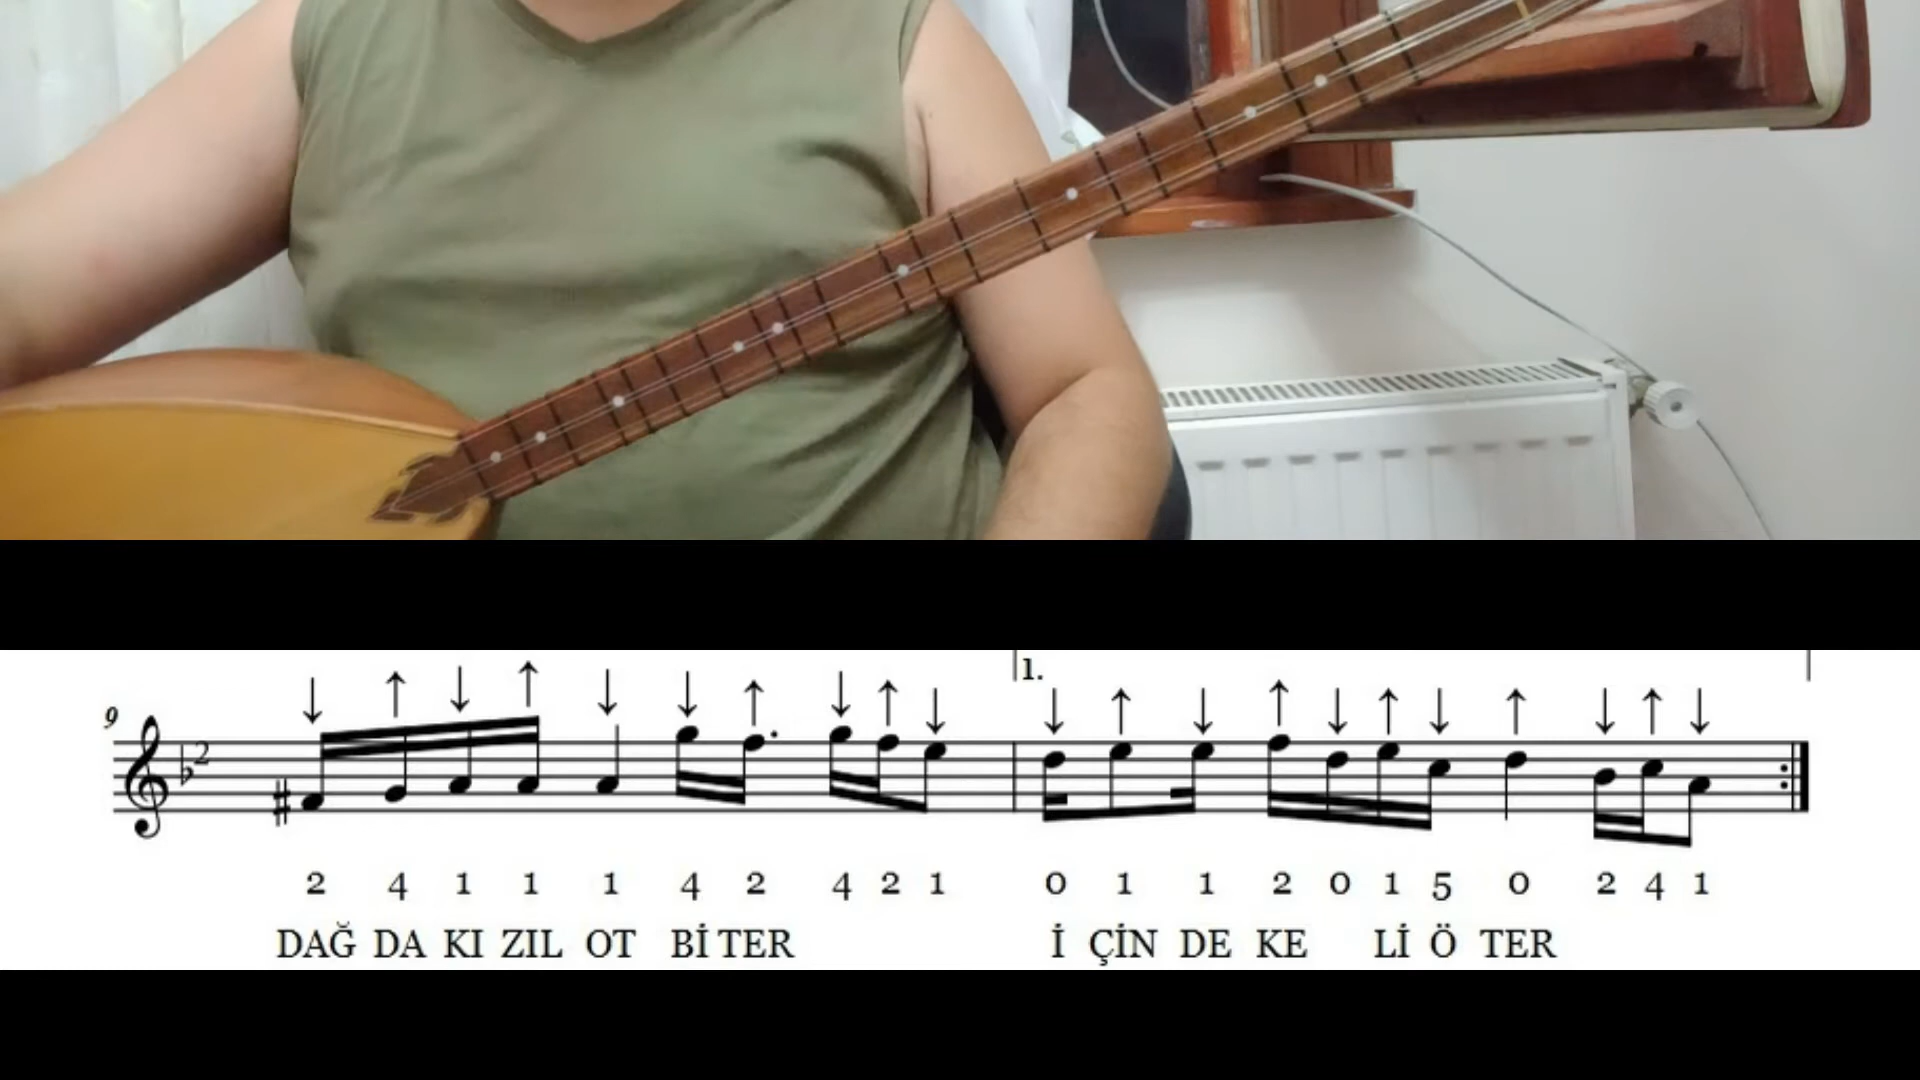 1.
9
2
2 4 1 1 1 4 2 4 2 1 0 1 1 2 0 1 5 0 2 4 1
DAĞ DA KI ZIL OT Bİ TER İ ÇİN DE KE Lİ Ö TER